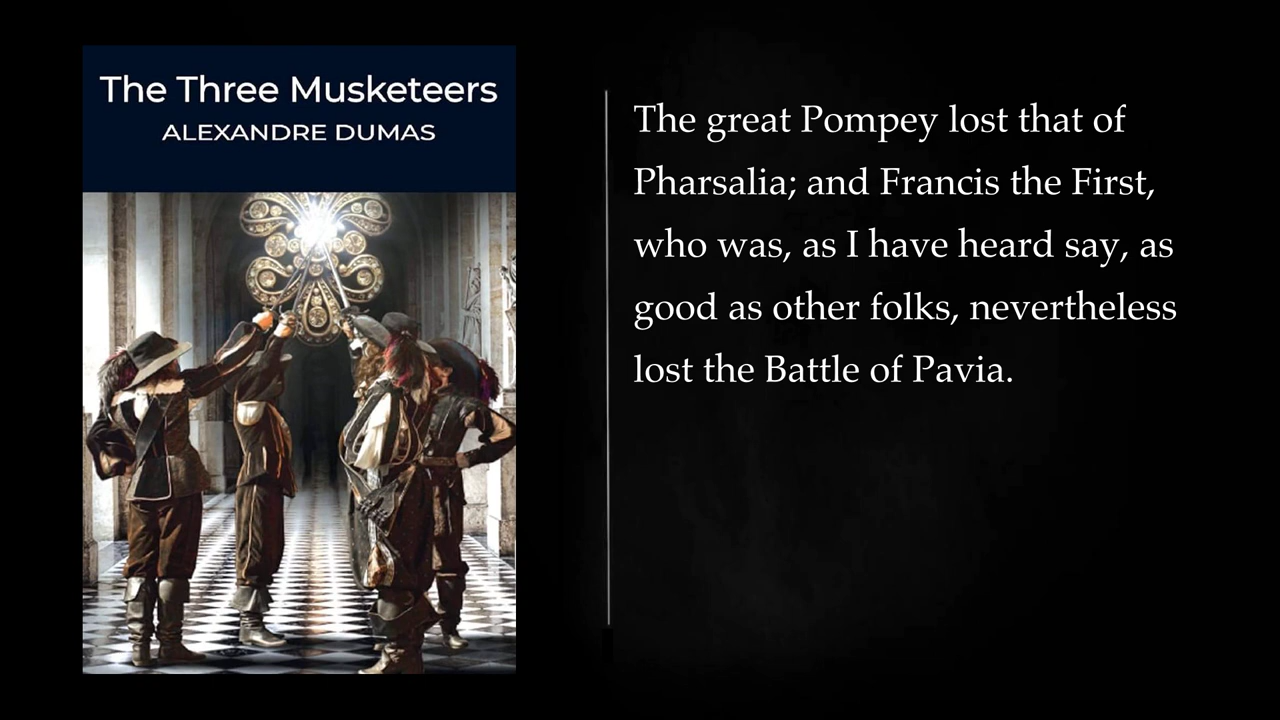 The Three Musketeers
ALEXANDRE DUMAS
The great Pompey lost that of
Pharsalia; and Francis the First,
who was, as I have heard say, as
good as other folks, nevertheless
lost the Battle of Pavia.